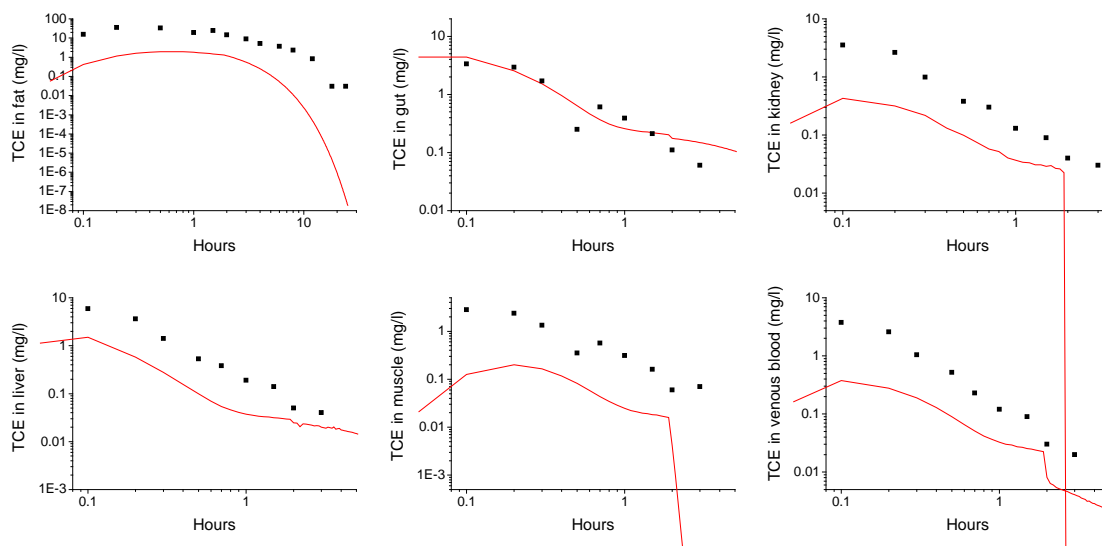 TCE in fat (mg/l)
100
10
1
0.1
0.01
1E-3
1E-4
1E-5
1E-6
1E-7
1E-8
0.1
1
10
Hours
TCE in gut (mg/l)
10
1
0.1
0.01
0.1
1
Hours
TCE in kidney (mg/l)
10
1
0.1
0.01
0.1
1
Hours
TCE in liver (mg/l)
10
1
0.1
0.01
1E-3
0.1
1
Hours
TCE in muscle (mg/l)
1
0.1
0.01
1E-3
0.1
1
Hours
TCE in venous blood (mg/l)
10
1
0.1
0.01
0.1
1
Hours